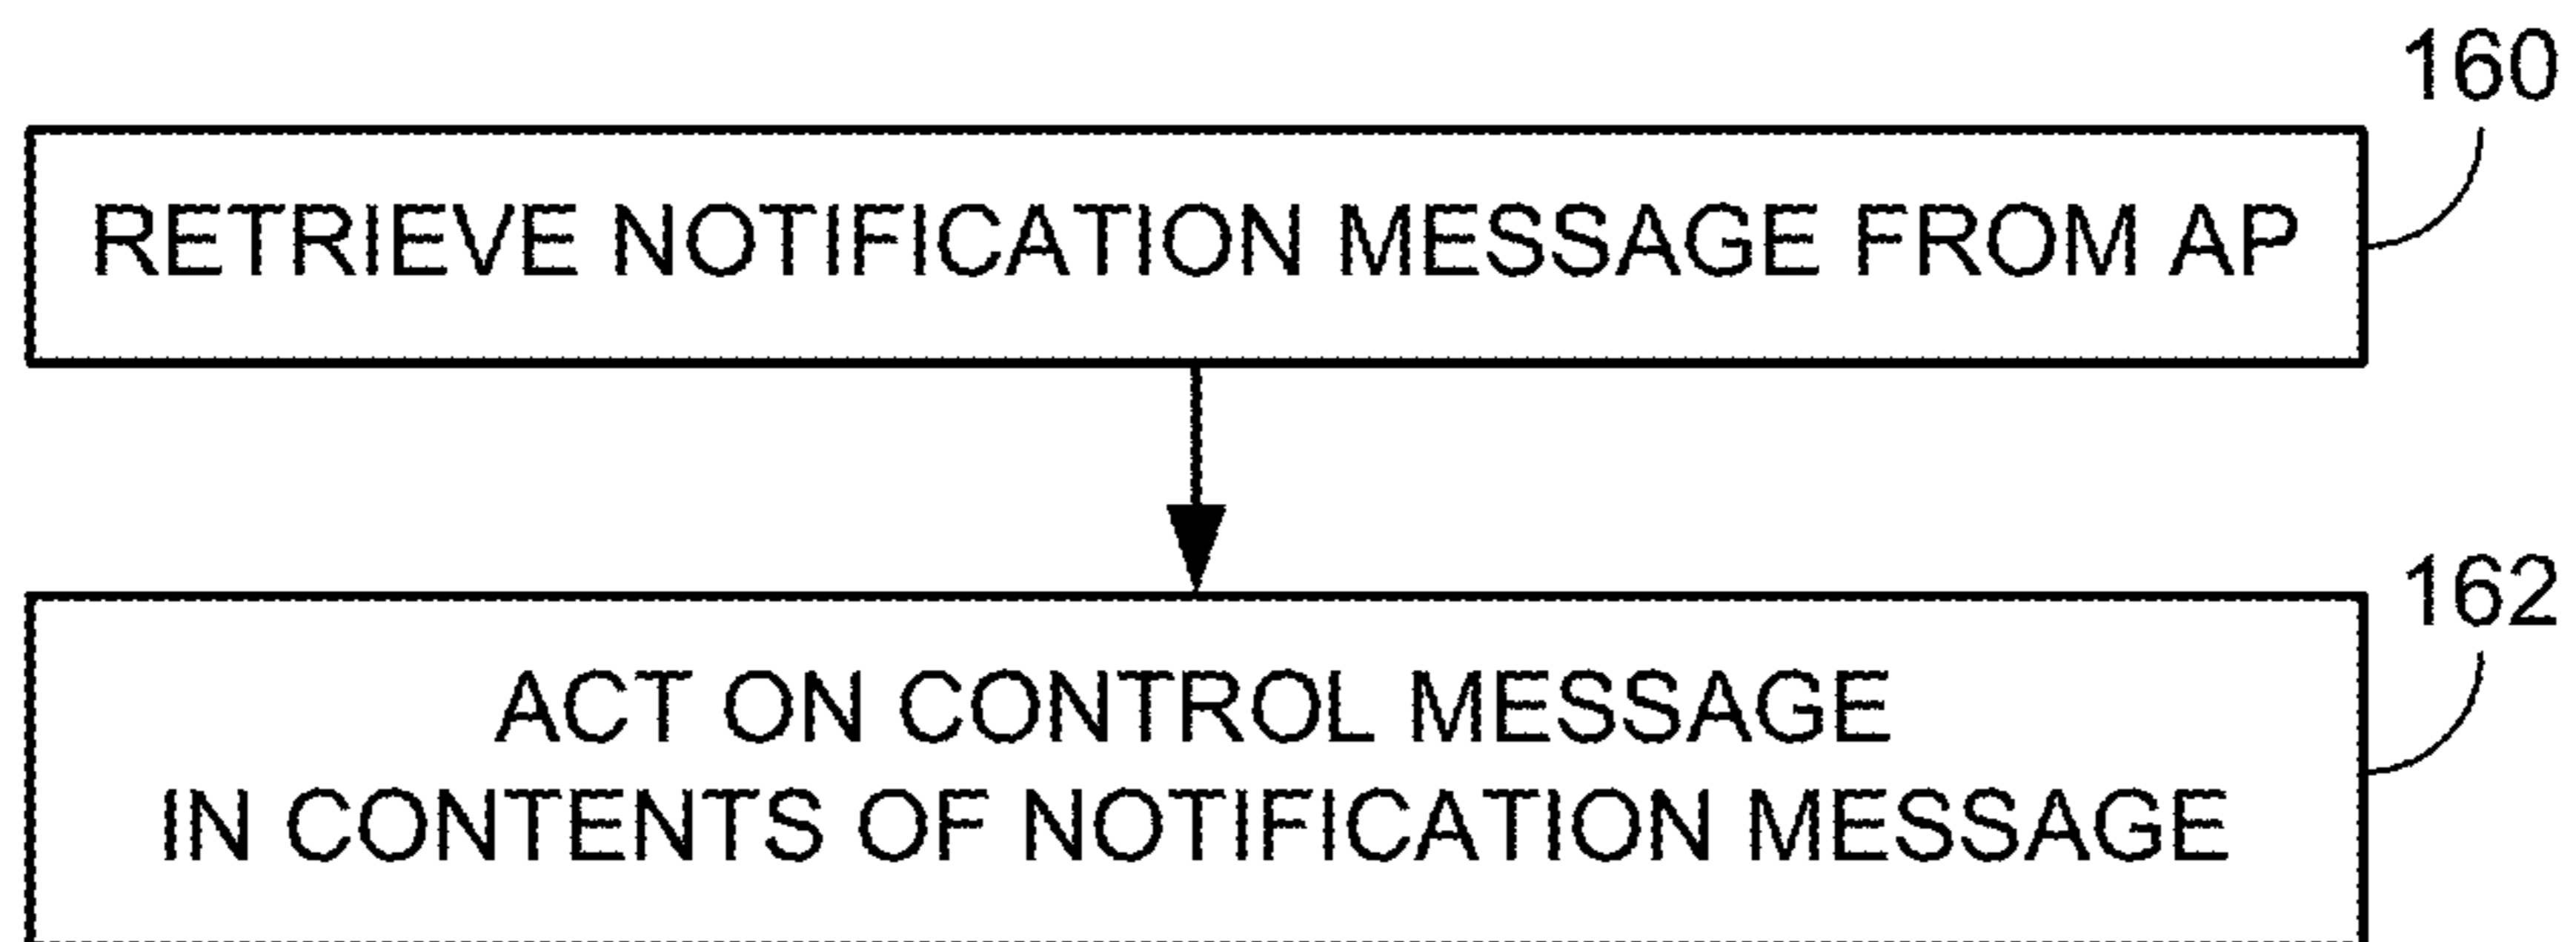 160
RETRIEVE NOTIFICATION MESSAGE FROM AP
162
ACT ON CONTROL MESSAGE
IN CONTENTS OF NOTIFICATION MESSAGE